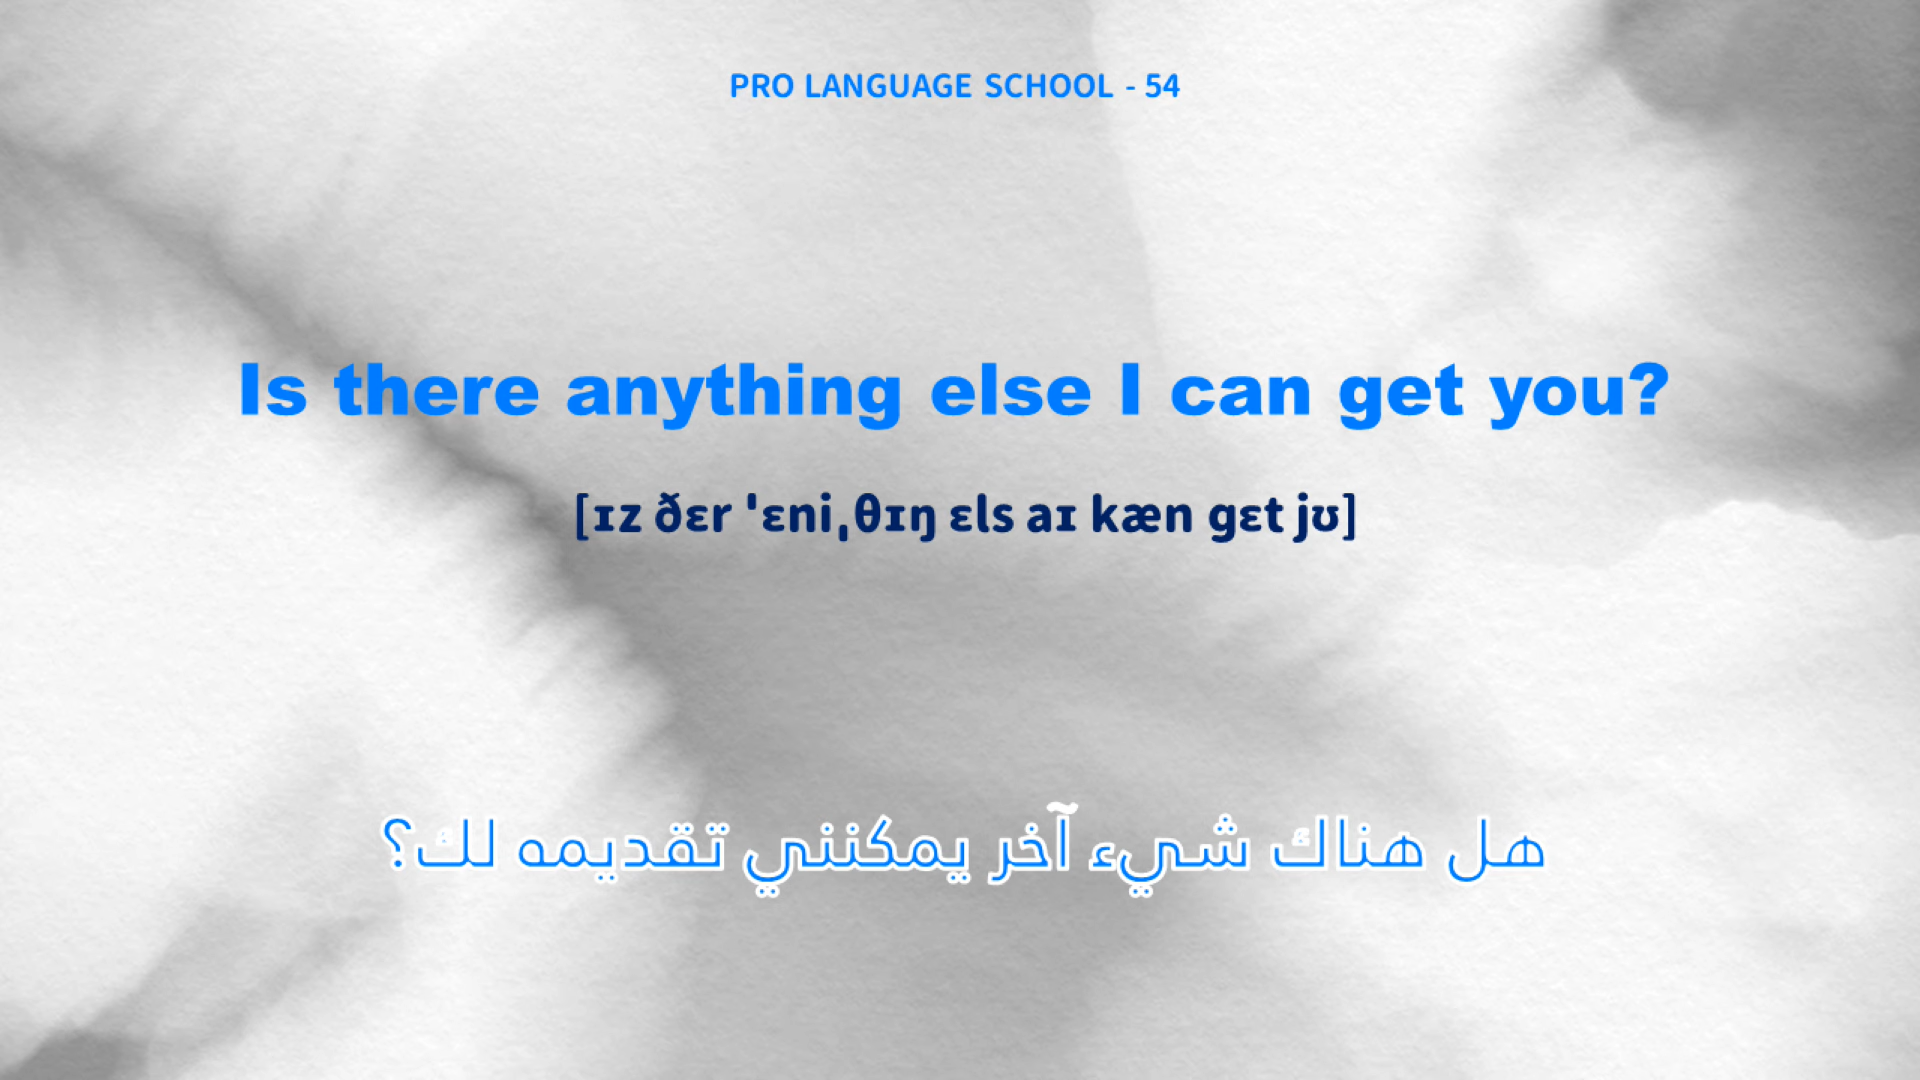 PRO LANGUAGE SCHOOL - 54
Is there anything else I can get you?
[ɪz ðɛr ˈɛniˌθɪŋ ɛls aɪ kæn gɛt jʊ]
هل هناك شيء آخر يمكنني تقديمه لك؟